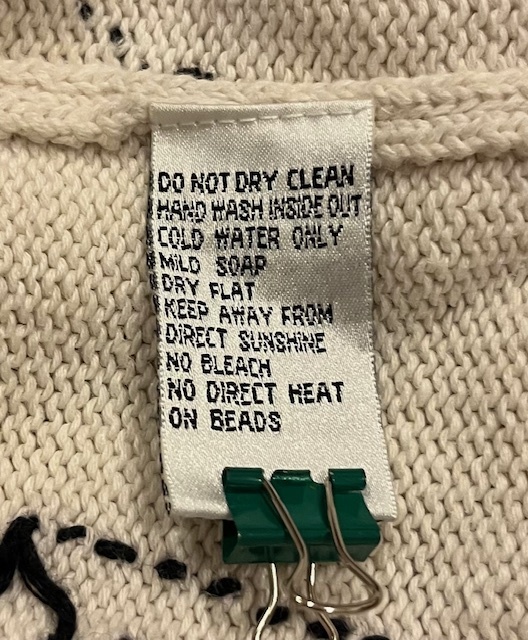 DO NOT DRY CLEAN
HAND WASH INSIDE OUT
COLD WATER ONLY
MILD SOAP
DRY FLAT
KEEP AWAY FROM
DIRECT SUNSHINE
NO BLEACH
NO DIRECT HEAT
ON BEADS